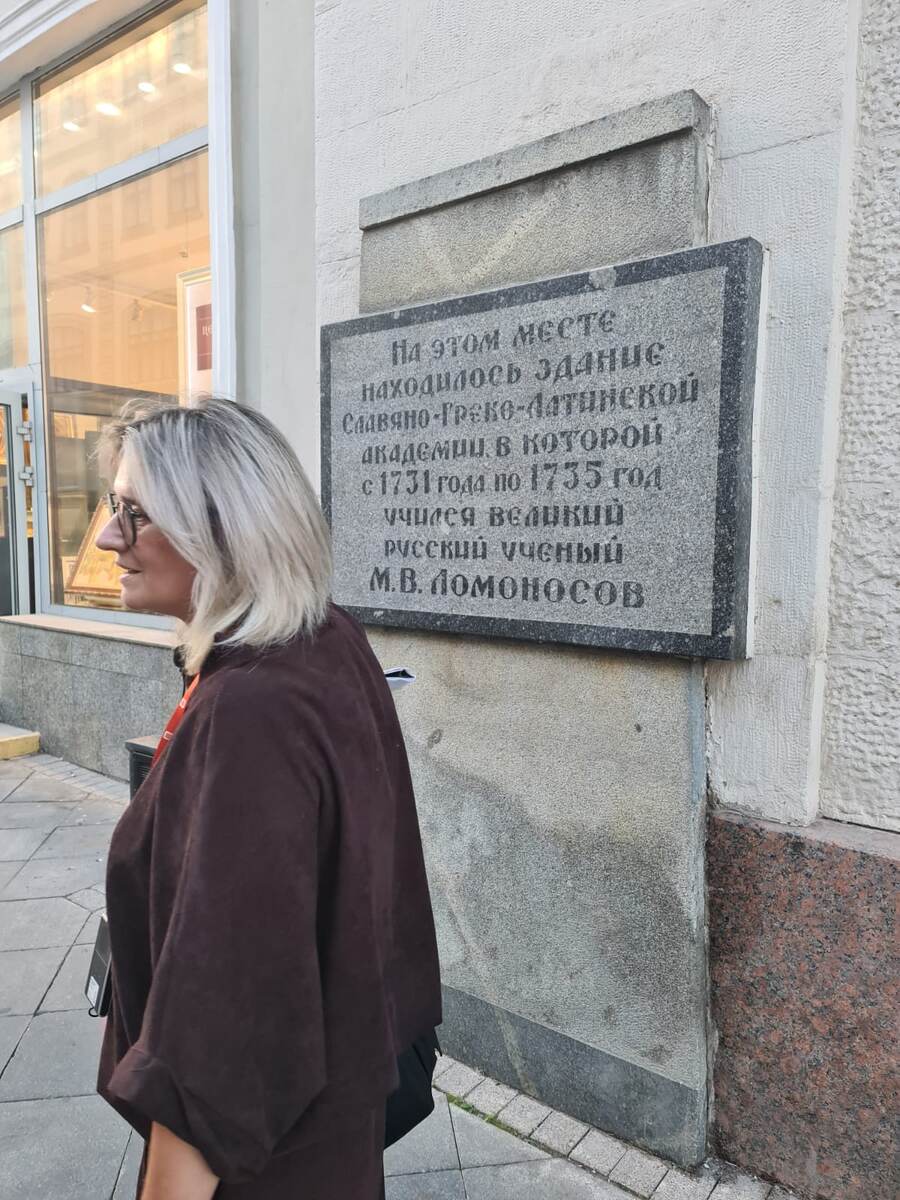 На этом месте
находилось здание
Славяно-Греко-Латинской
академии, в которой
с 1731 года по 1735 год
учился великий
русский ученый
М.В. Ломоносов